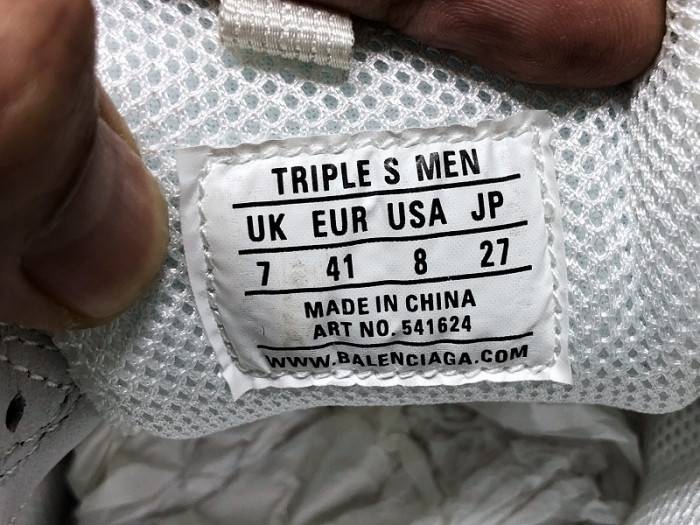 TRIPLE S MEN
UK EUR USA JP
7 41 8 27
MADE IN CHINA
ART NO. 541624
WWW.BALENCIAGA.COM